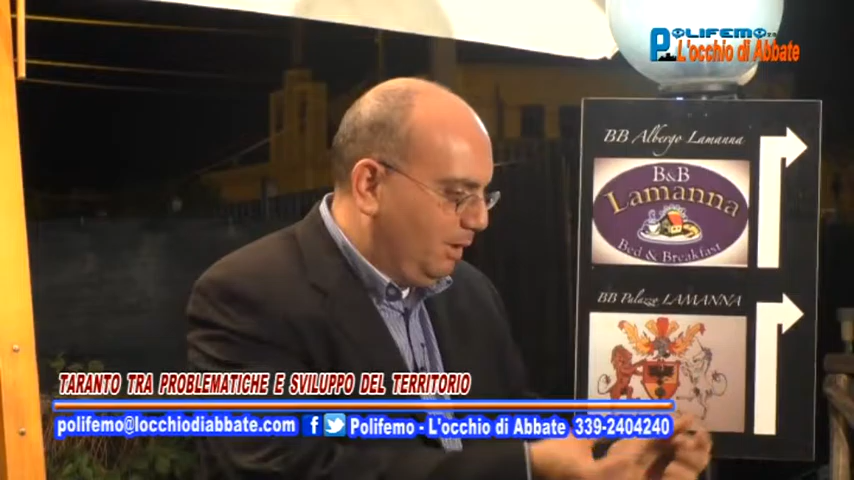 POLIFEMO
L'occhio di Abbate
BB Albergo Lamanna
B&B
Lamanna
Bed & Breakfast
BB Palazzo LAMANNA
TARANTO TRA PROBLEMATICHE E SVILUPPO DEL TERRITORIO
polifemo@locchiodiabbate.com f Polifemo - L'occhio di Abbate 339-2404240